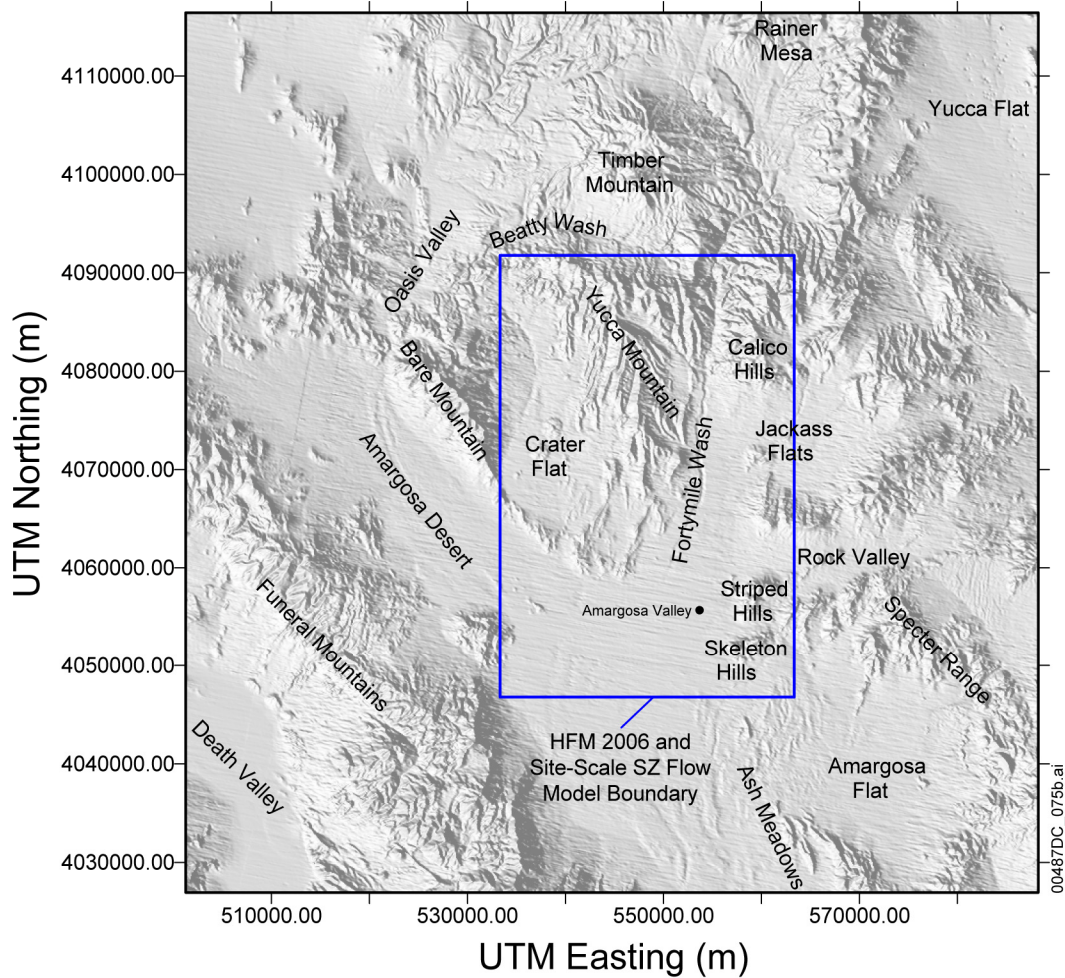 Rainer
Mesa
4110000.00
Yucca Flat
Timber
Mountain
4100000.00
Beatty Wash
Oasis Valley
4090000.00
Yucca Mountain
Calico
Hills
4080000.00
Bare Mountain
Jackass
Flats
Crater
Flat
4070000.00
Fortymile Wash
Amargosa Desert
UTM Northing (m)
4060000.00
Rock Valley
Striped
Hills
Amargosa Valley
Funeral Mountains
Specter Range
Skeleton
Hills
4050000.00
Death Valley
HFM 2006 and
Site-Scale SZ Flow
Model Boundary
4040000.00
Ash Meadows
Amargosa
Flat
4030000.00
00487DC_075b.ai
510000.00
530000.00
550000.00
570000.00
UTM Easting (m)